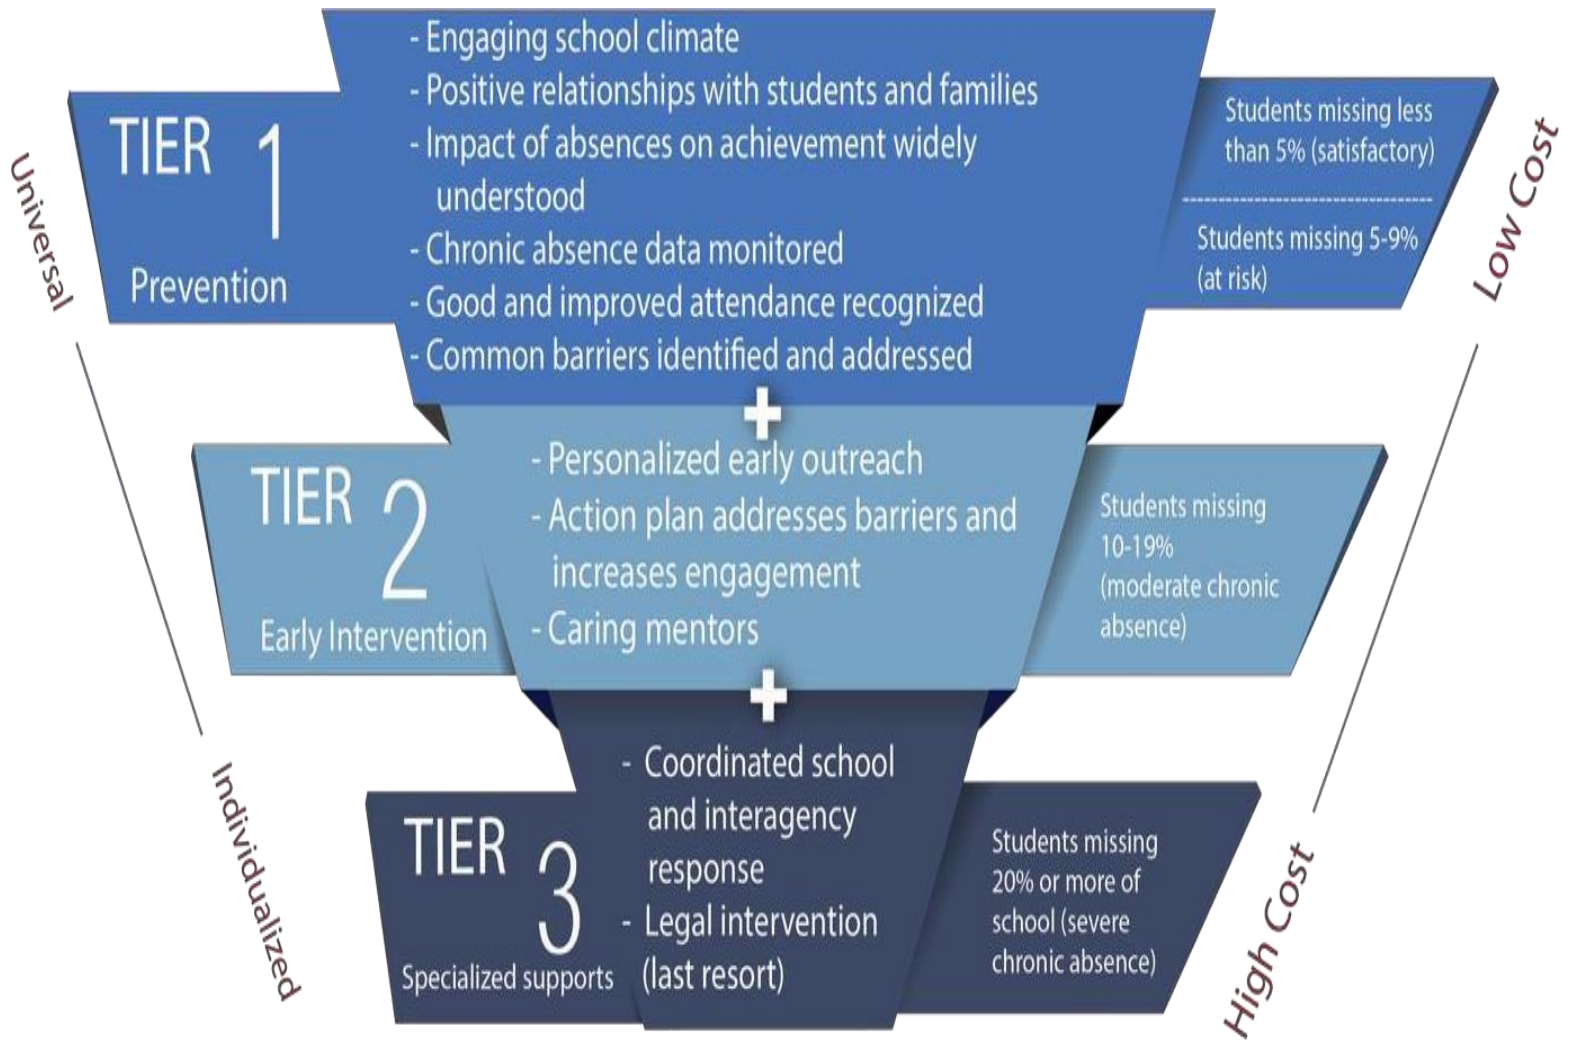 - Engaging school climate
- Positive relationships with students and families
- Impact of absences on achievement widely
understood
- Chronic absence data monitored
- Good and improved attendance recognized
- Common barriers identified and addressed
TIER 1
Prevention
Students missing less
than 5% (satisfactory)
Students missing 5-9%
(at risk)
Universal
Low Cost
+
- Personalized early outreach
- Action plan addresses barriers and
increases engagement
- Caring mentors
TIER 2
Early Intervention
Students missing
10-19%
(moderate chronic
absence)
+
- Coordinated school
and interagency
response
- Legal intervention
(last resort)
TIER 3
Specialized supports
Students missing
20% or more of
school (severe
chronic absence)
Individualized
High Cost